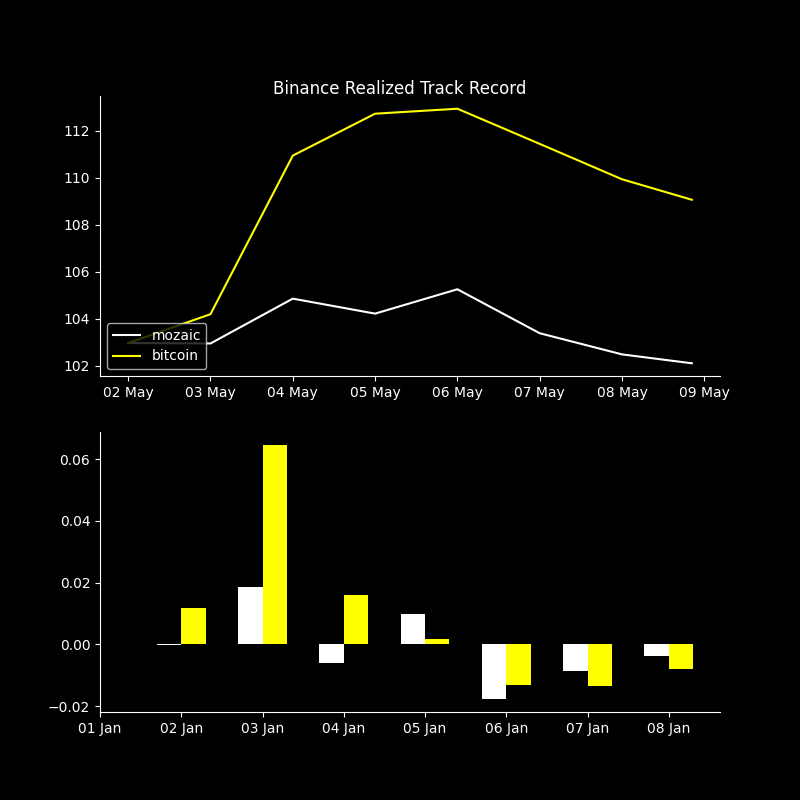 Binance Realized Track Record
112
110
108
106
104
102
mozaic
bitcoin
02 May 03 May 04 May 05 May 06 May 07 May 08 May 09 May
0.06
0.04
0.02
0.00
−0.02
01 Jan 02 Jan 03 Jan 04 Jan 05 Jan 06 Jan 07 Jan 08 Jan